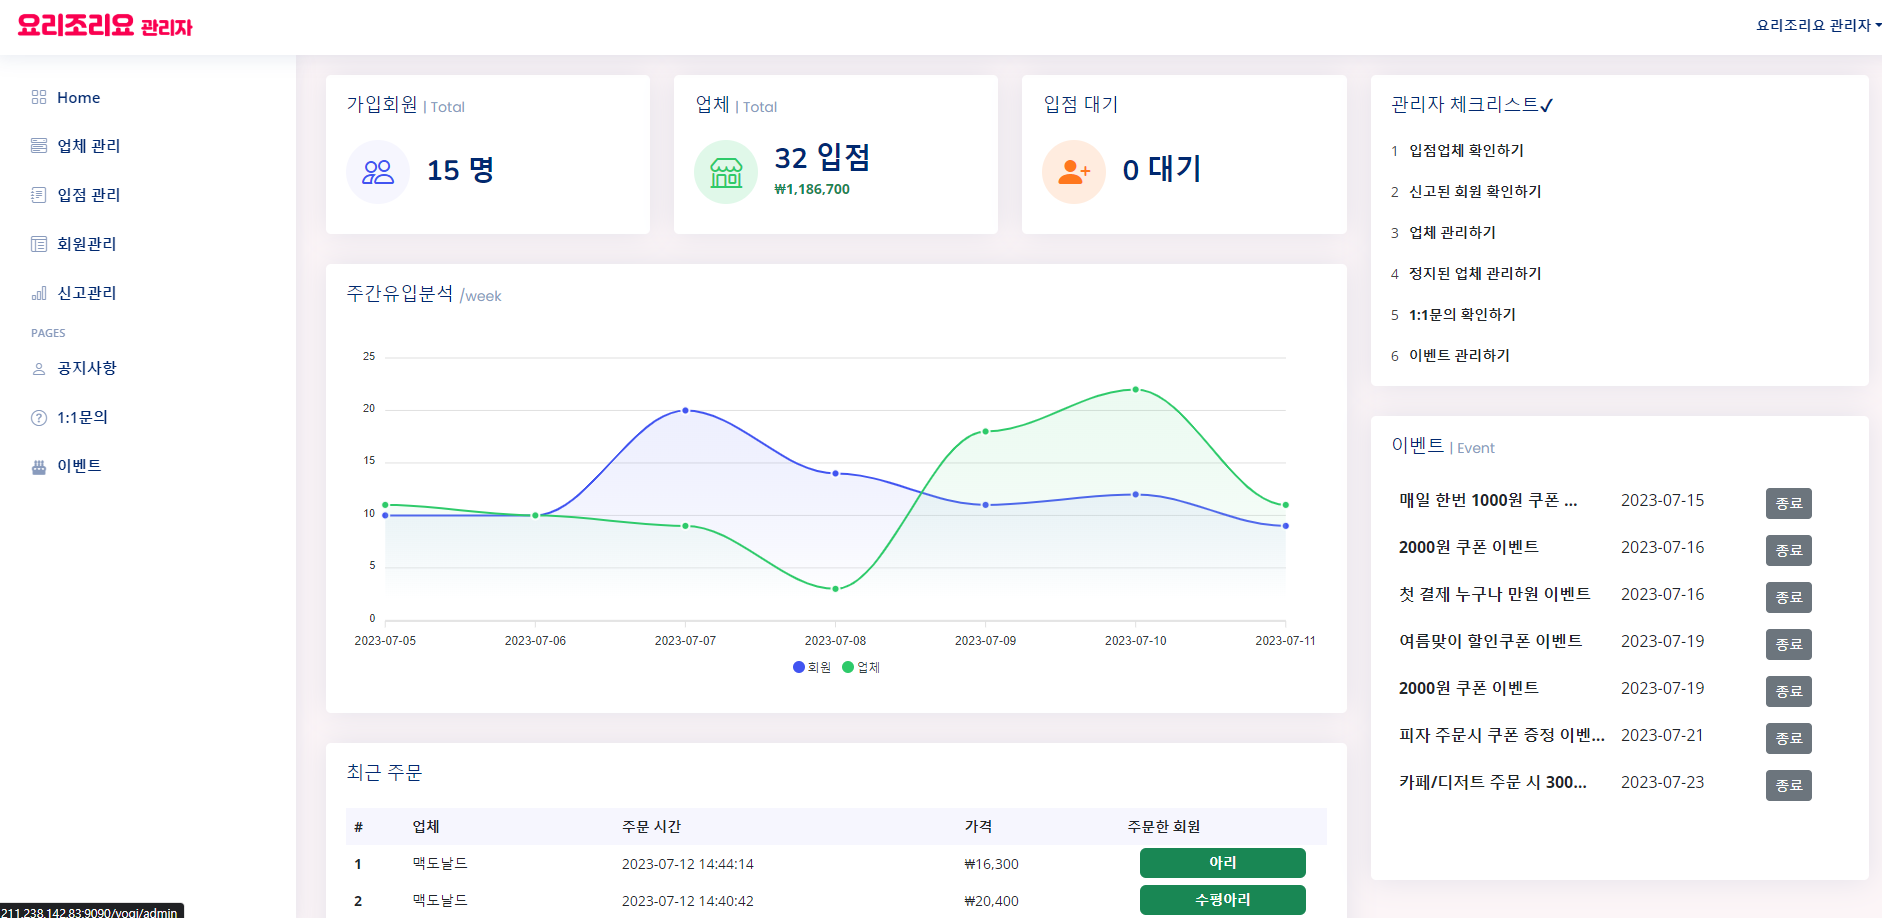 요리조리요 관리자
요리조리요 관리자
Home
업체 관리
입점 관리
회원관리
신고관리
PAGES
공지사항
1:1문의
이벤트
가입회원 | Total
15 명
업체 | Total
32 입점
₩1,186,700
입점 대기
0 대기
관리자 체크리스트✓
1 입점업체 확인하기
2 신고된 회원 확인하기
3 업체 관리하기
4 정지된 업체 관리하기
5 1:1문의 확인하기
6 이벤트 관리하기
주간유입분석 /week
25
20
15
10
5
0
2023-07-05 2023-07-06 2023-07-07 2023-07-08 2023-07-09 2023-07-10 2023-07-11
회원 업체
이벤트 | Event
매일 한번 1000원 쿠폰 ... 2023-07-15 종료
2000원 쿠폰 이벤트 2023-07-16 종료
첫 결제 누구나 만원 이벤트 2023-07-16 종료
여름맞이 할인쿠폰 이벤트 2023-07-19 종료
2000원 쿠폰 이벤트 2023-07-19 종료
피자 주문시 쿠폰 증정 이벤... 2023-07-21 종료
카페/디저트 주문 시 300... 2023-07-23 종료
최근 주문
# 업체 주문 시간 가격 주문한 회원
1 맥도날드 2023-07-12 14:44:14 ₩16,300 아리
2 맥도날드 2023-07-12 14:40:42 ₩20,400 수평아리
211.238.142.83:9090/yogi/admin